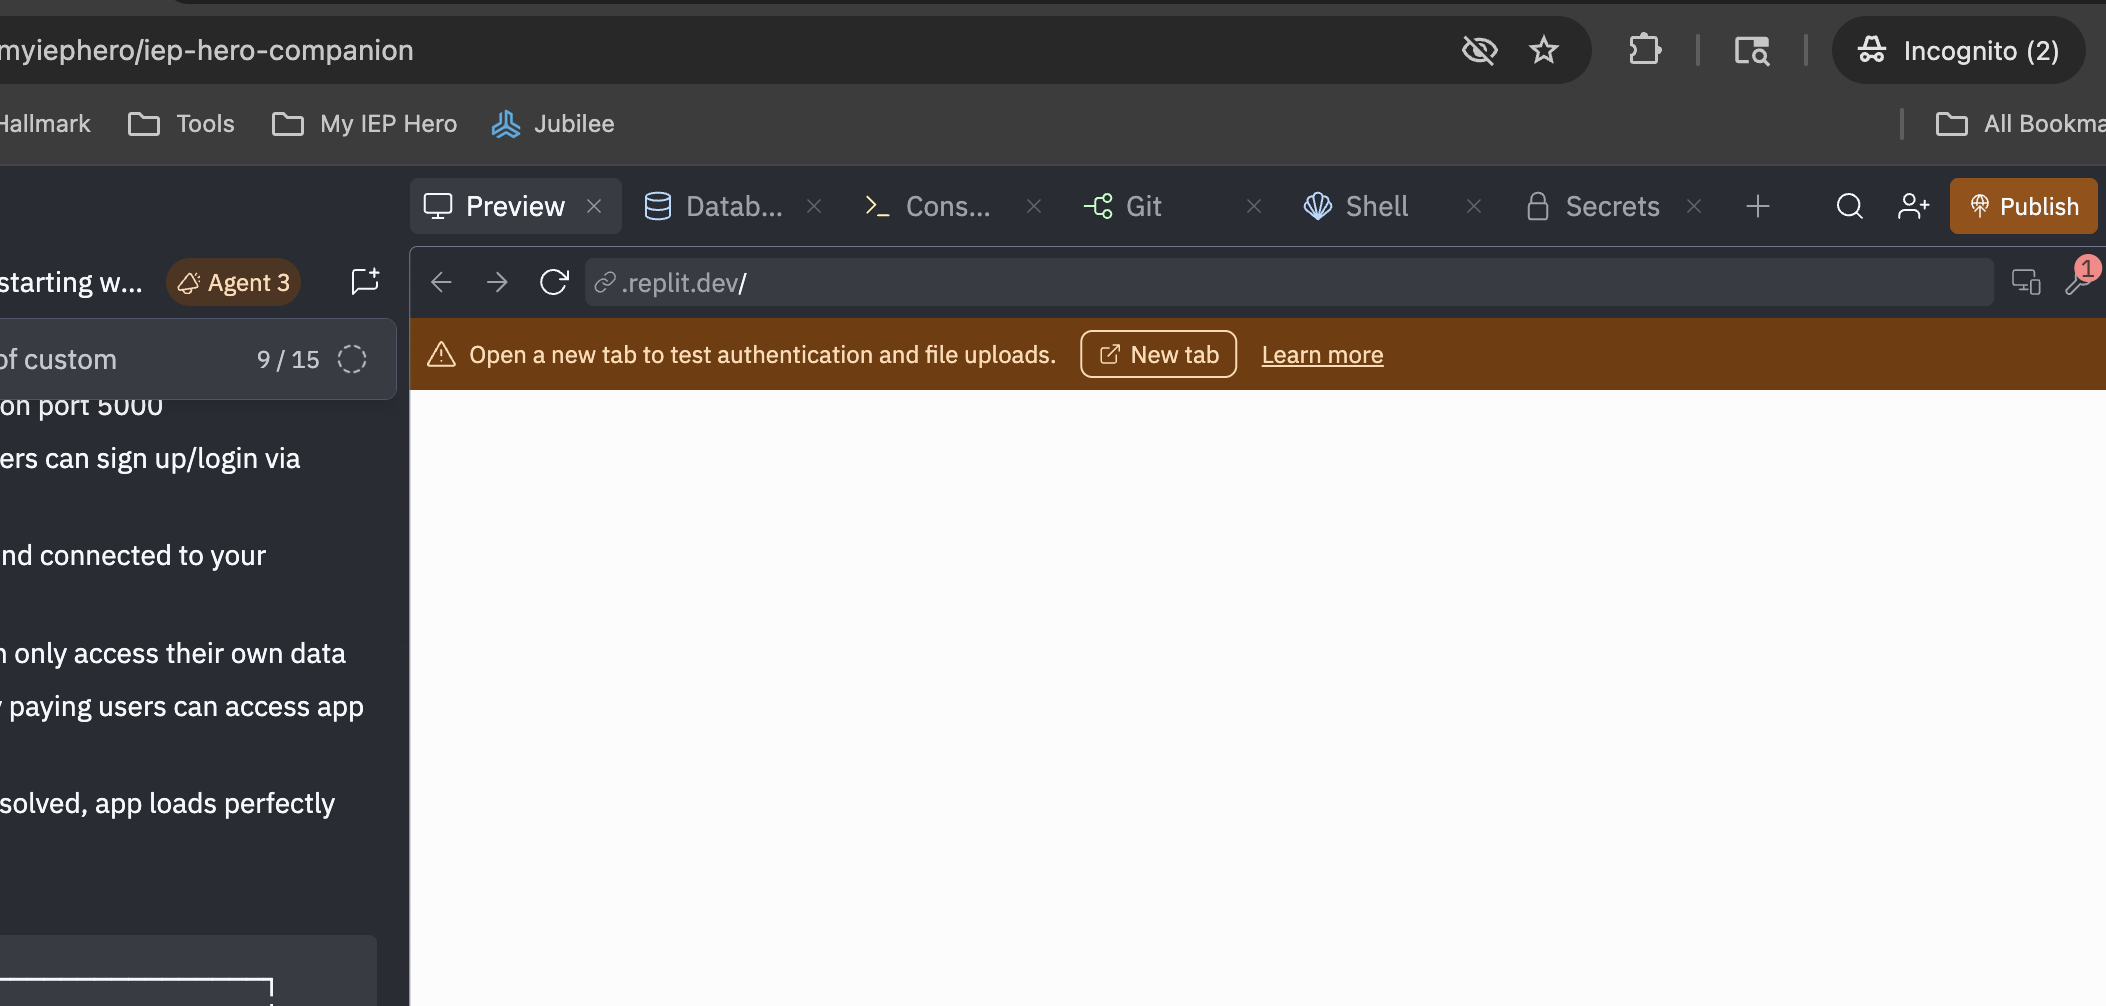 myiephero/iep-hero-companion
Incognito (2)
Hallmark
Tools
My IEP Hero
Jubilee
All Bookma
Preview
Datab...
Cons...
Git
Shell
Secrets
Publish
starting w...
Agent 3
.replit.dev/
1
of custom
9 / 15
Open a new tab to test authentication and file uploads.
New tab
Learn more
on port 5000
ers can sign up/login via
nd connected to your
n only access their own data
y paying users can access app
solved, app loads perfectly